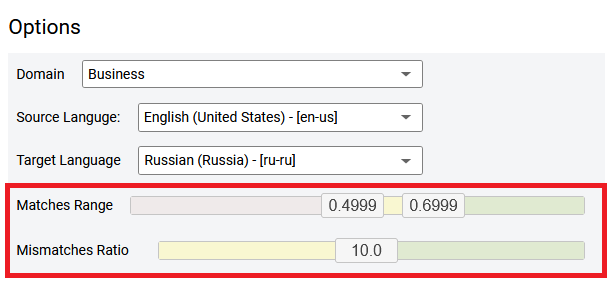 Options
Domain Business
Source Languge: English (United States) - [en-us]
Target Language Russian (Russia) - [ru-ru]
Matches Range 0.4999 0.6999
Mismatches Ratio 10.0